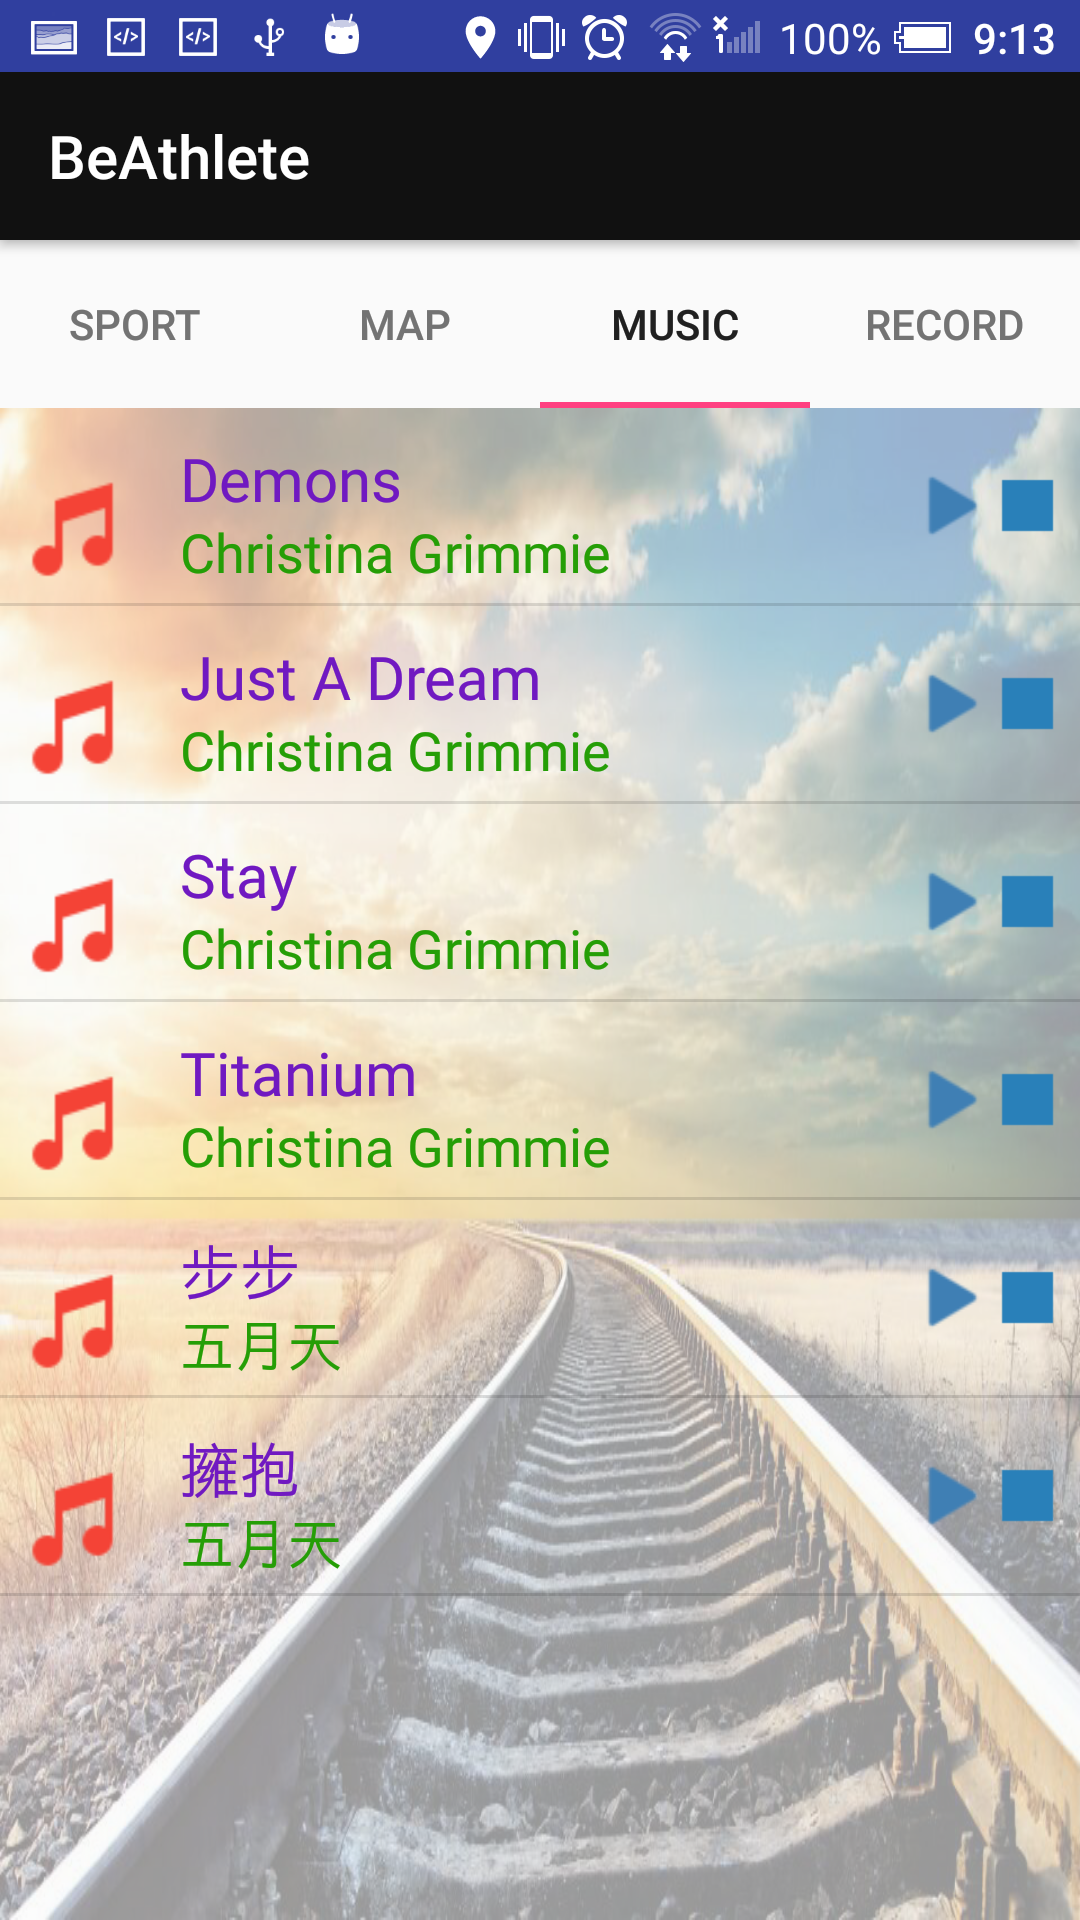 100% 9:13
BeAthlete
SPORT MAP MUSIC RECORD
Demons
Christina Grimmie
Just A Dream
Christina Grimmie
Stay
Christina Grimmie
Titanium
Christina Grimmie
步步
五月天
擁抱
五月天